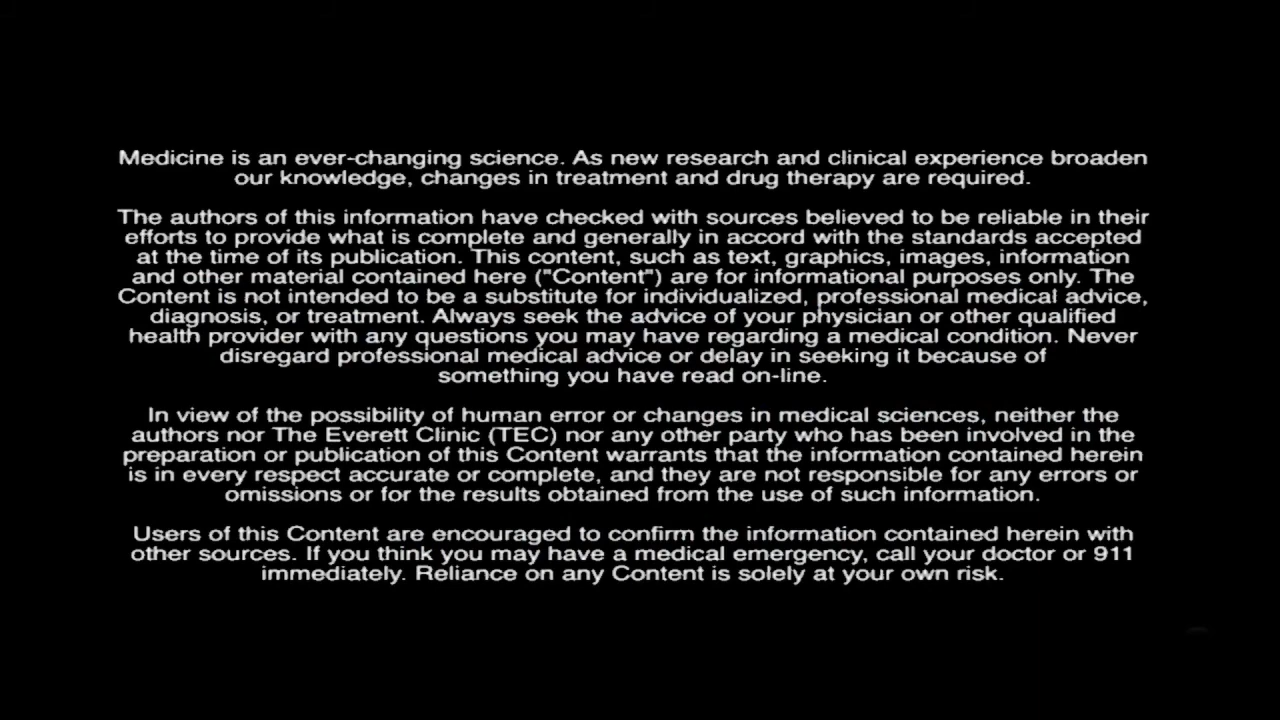 Medicine is an ever-changing science. As new research and clinical experience broaden
our knowledge, changes in treatment and drug therapy are required.
The authors of this information have checked with sources believed to be reliable in their
efforts to provide what is complete and generally in accord with the standards accepted
at the time of its publication. This content, such as text, graphics, images, information
and other material contained here ("Content") are for informational purposes only. The
Content is not intended to be a substitute for individualized, professional medical advice,
diagnosis, or treatment. Always seek the advice of your physician or other qualified
health provider with any questions you may have regarding a medical condition. Never
disregard professional medical advice or delay in seeking it because of
something you have read on-line.
In view of the possibility of human error or changes in medical sciences, neither the
authors nor The Everett Clinic (TEC) nor any other party who has been involved in the
preparation or publication of this Content warrants that the information contained herein
is in every respect accurate or complete, and they are not responsible for any errors or
omissions or for the results obtained from the use of such information.
Users of this Content are encouraged to confirm the information contained herein with
other sources. If you think you may have a medical emergency, call your doctor or 911
immediately. Reliance on any Content is solely at your own risk.